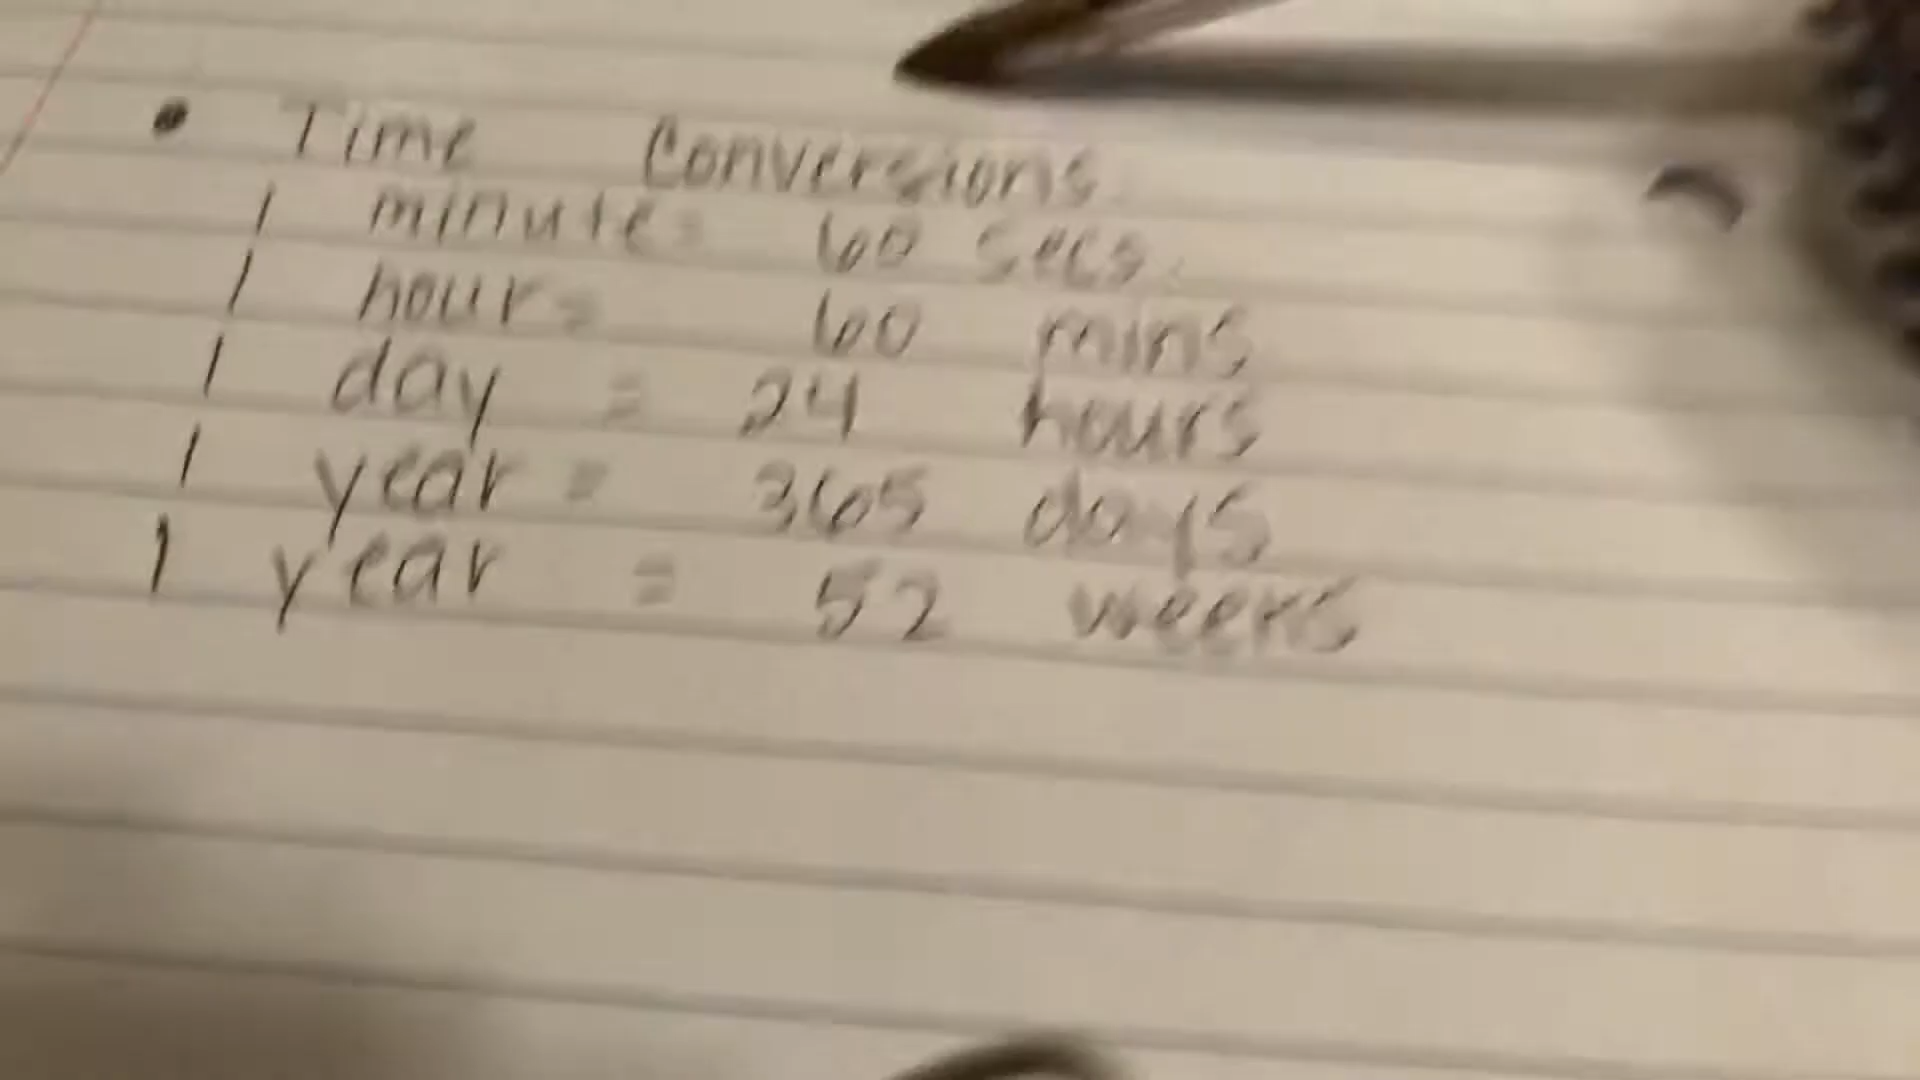 • Time Conversions.
1 minute = 60 secs.
1 hour = 60 mins
1 day = 24 hours
1 year = 365 days
1 year = 52 weeks